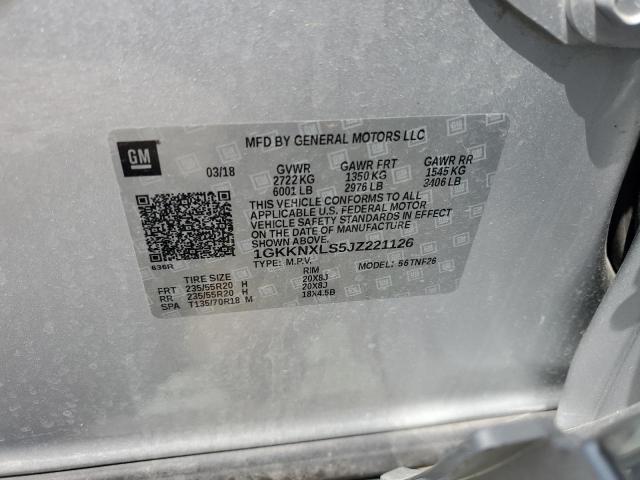 GM
MFD BY GENERAL MOTORS LLC
03/18 GVWR GAWR FRT GAWR RR
2722 KG 1350 KG 1545 KG
6001 LB 2976 LB 3406 LB
THIS VEHICLE CONFORMS TO ALL
APPLICABLE U.S. FEDERAL MOTOR
VEHICLE SAFETY STANDARDS IN EFFECT
ON THE DATE OF MANUFACTURE
SHOWN ABOVE.
1GKKNXLS5JZ221126
636R TYPE: M.P.V. MODEL: 56TNF26
TIRE SIZE RIM
FRT 235/55R20 H 20X8J
RR 235/55R20 H 20X8J
SPA T135/70R18 M 18X4.5B